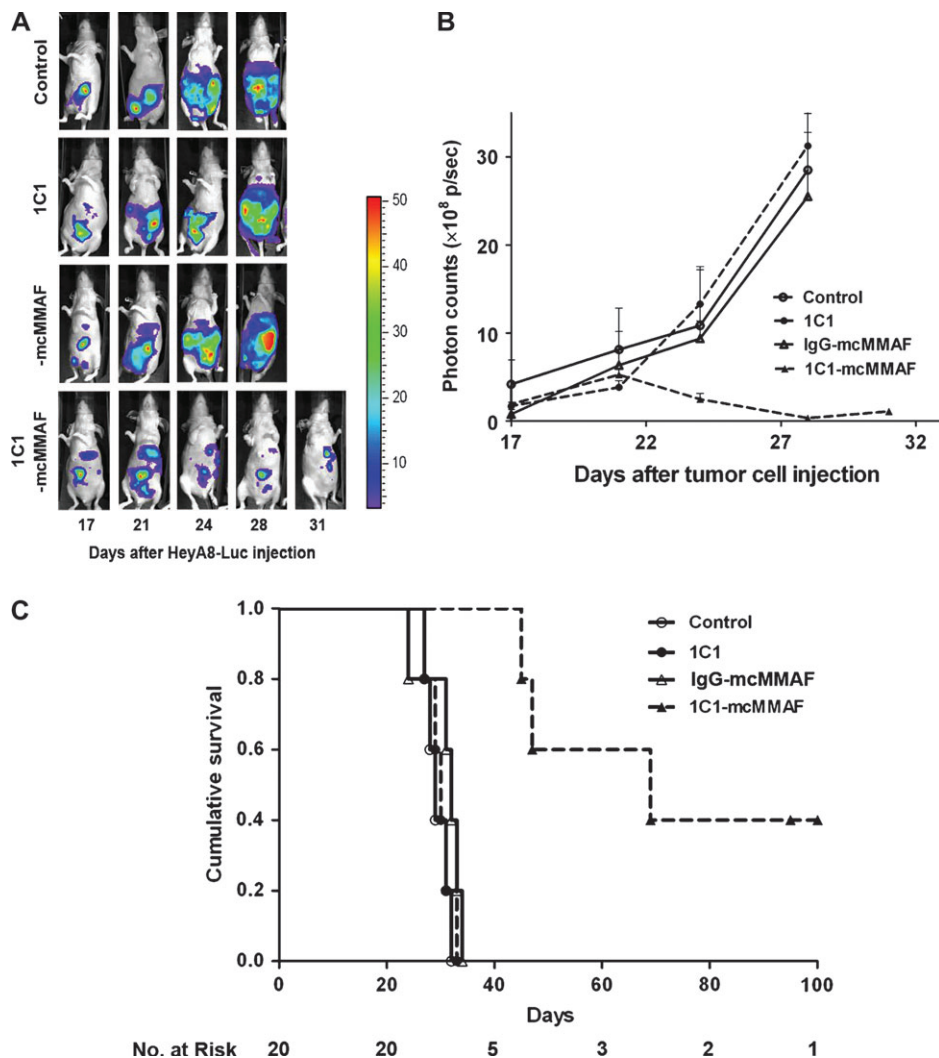 A
Control
1C1
-mcMMAF
1C1
-mcMMAF
50
40
30
20
10
17 21 24 28 31
Days after HeyA8-Luc injection
B
Photon counts (×10⁸ p/sec)
30
20
10
0
17 22 27 32
Days after tumor cell injection
Control
1C1
IgG-mcMMAF
1C1-mcMMAF
C
Cumulative survival
1.0
0.8
0.6
0.4
0.2
0.0
0 20 40 60 80 100
Days
Control
1C1
IgG-mcMMAF
1C1-mcMMAF
No. at Risk 20 20 5 3 2 1